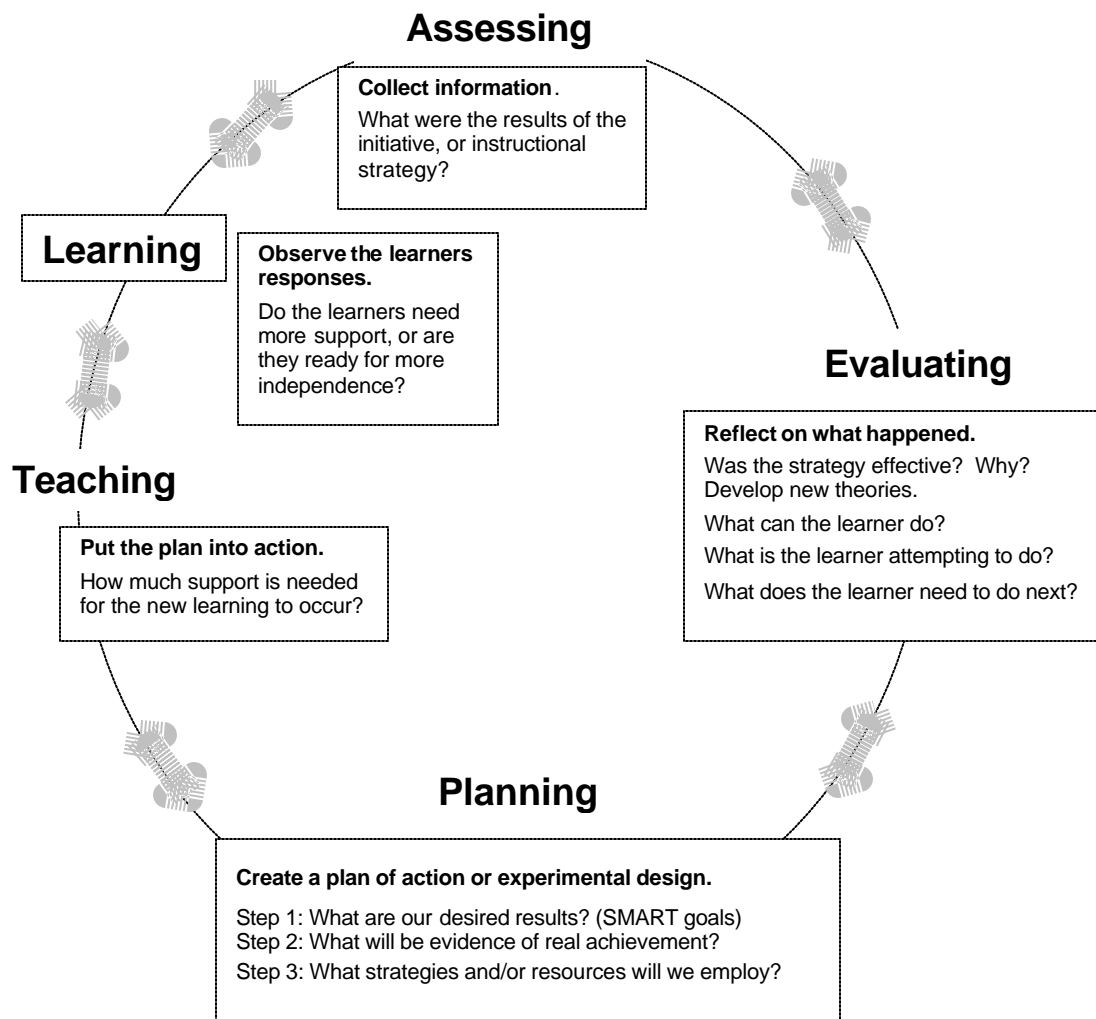 Assessing
Collect information.
What were the results of the
initiative, or instructional
strategy?
Learning
Observe the learners
responses.
Do the learners need
more support, or are
they ready for more
independence?
Evaluating
Reflect on what happened.
Was the strategy effective?  Why?
Develop new theories.
What can the learner do?
What is the learner attempting to do?
What does the learner need to do next?
Teaching
Put the plan into action.
How much support is needed
for the new learning to occur?
Planning
Create a plan of action or experimental design.
Step 1: What are our desired results? (SMART goals)
Step 2: What will be evidence of real achievement?
Step 3: What strategies and/or resources will we employ?